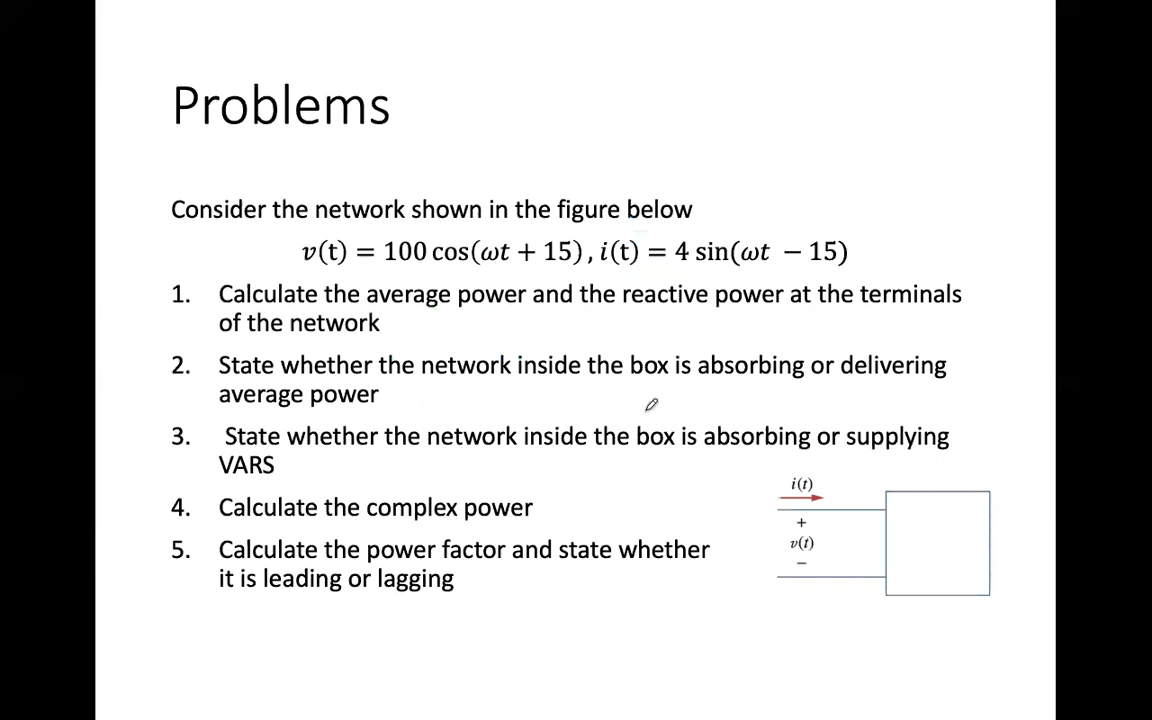 Problems
Consider the network shown in the figure below
v(t) = 100 cos(ωt + 15), i(t) = 4 sin(ωt − 15)
1. Calculate the average power and the reactive power at the terminals
of the network
2. State whether the network inside the box is absorbing or delivering
average power
3. State whether the network inside the box is absorbing or supplying
VARS
4. Calculate the complex power
5. Calculate the power factor and state whether
it is leading or lagging
i(t)
+
v(t)
−